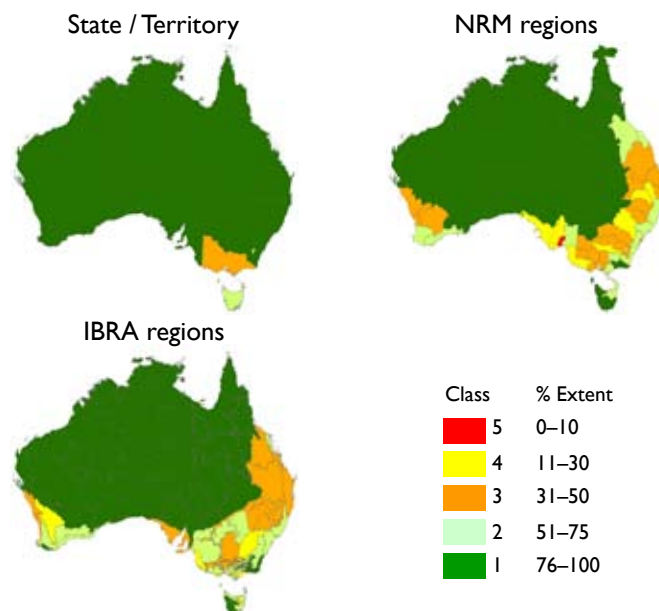 State / Territory
NRM regions
IBRA regions
Class % Extent
5 0–10
4 11–30
3 31–50
2 51–75
1 76–100